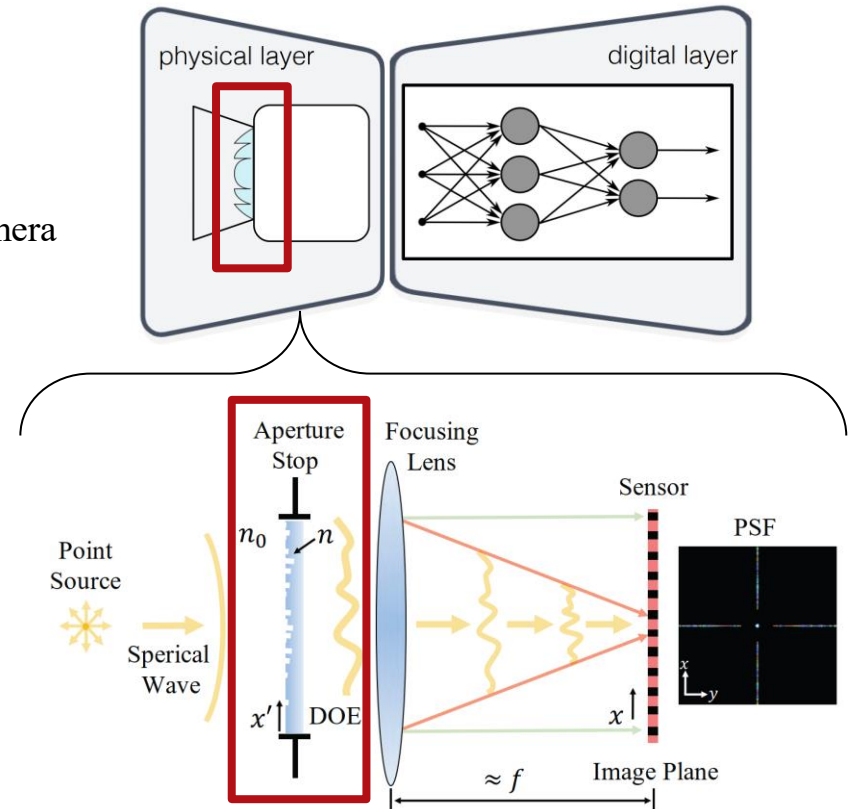 physical layer
digital layer
nera
Aperture
Stop
Focusing
Lens
Sensor
n₀
n
PSF
Point
Source
Sperical
Wave
x'
DOE
x
x
y
≈ f
Image Plane